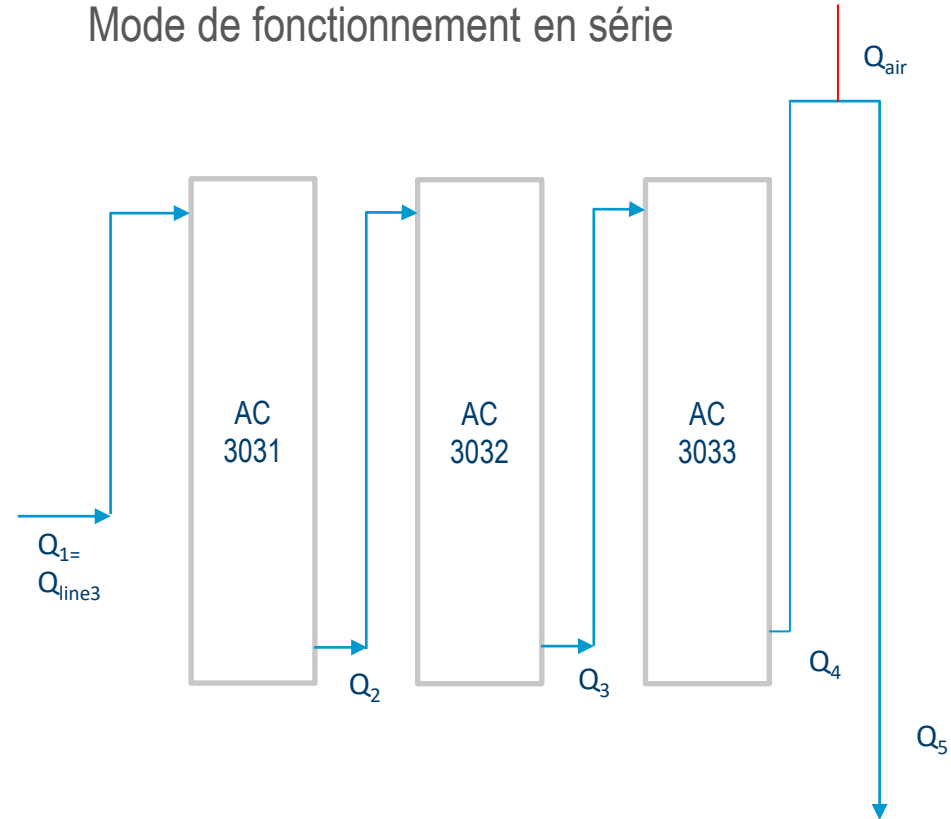 Mode de fonctionnement en série
Qair
AC
3031
AC
3032
AC
3033
Q1=
Qline3
Q2
Q3
Q4
Q5